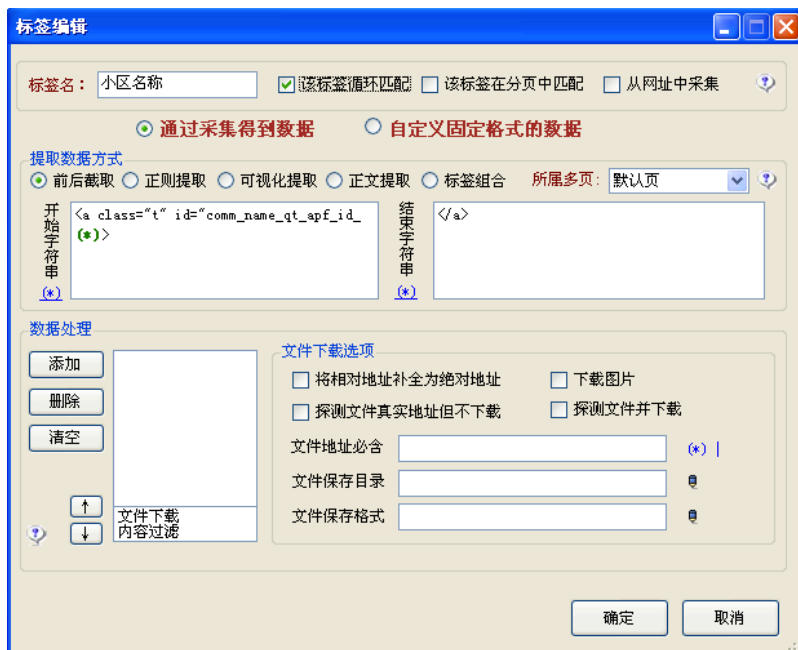 标签编辑
标签名： 小区名称 该标签循环匹配 该标签在分页中匹配 从网址中采集
通过采集得到数据 自定义固定格式的数据
提取数据方式
前后截取 正则提取 可视化提取 正文提取 标签组合 所属多页： 默认页
开始字符串
(*)
<a class="t" id="comm_name_qt_apf_id_
(*)>
结束字符串
(*)
</a>
数据处理
添加
删除
清空
↑
↓
文件下载
内容过滤
文件下载选项
将相对地址补全为绝对地址 下载图片
探测文件真实地址但不下载 探测文件并下载
文件地址必含 (*) |
文件保存目录
文件保存格式
确定 取消